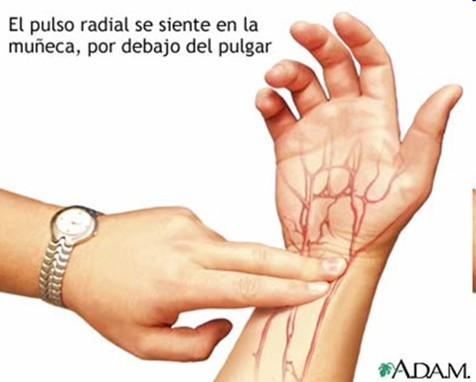 El pulso radial se siente en la
muñeca, por debajo del pulgar
A.D.A.M.